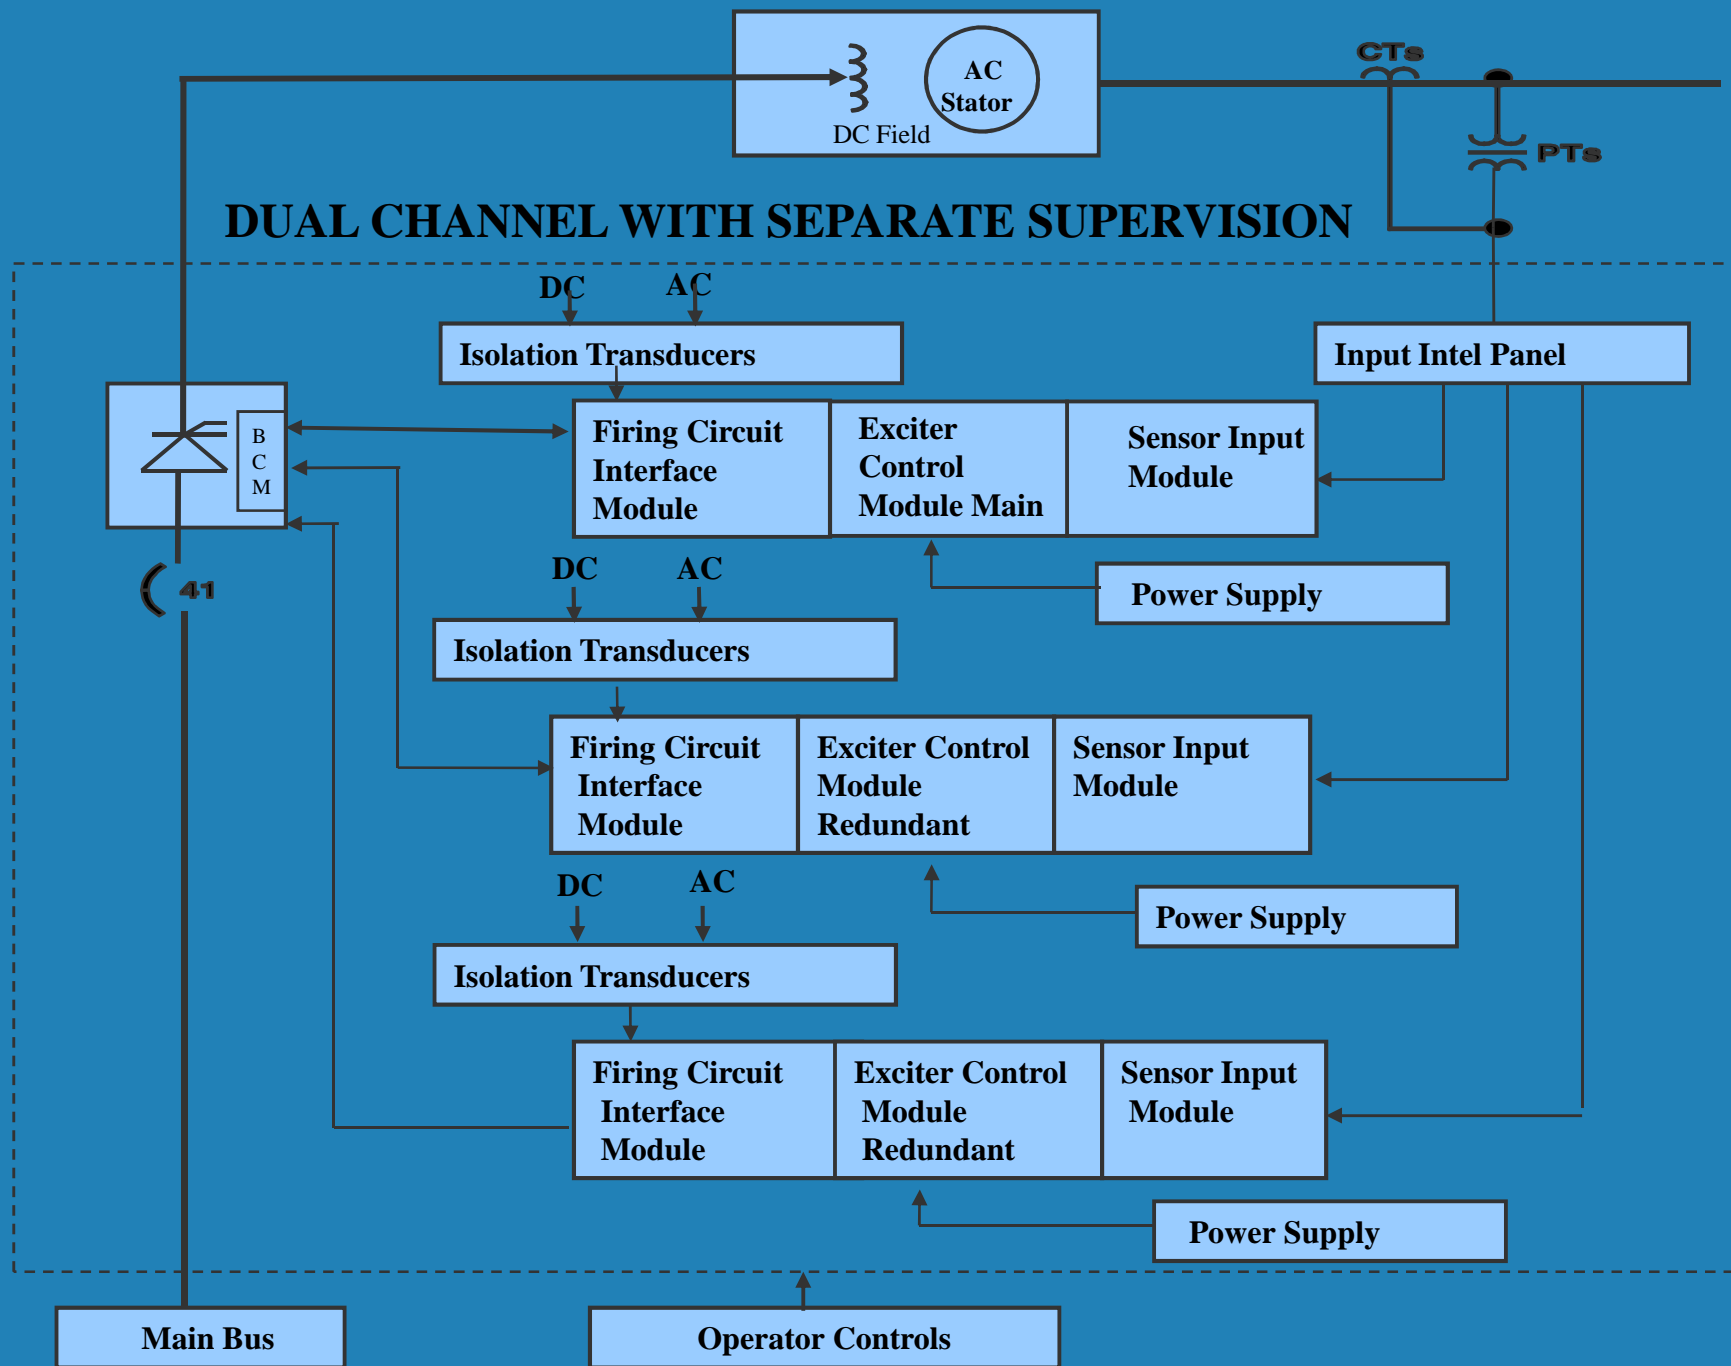 CTs
AC
Stator
DC Field
PTs
DUAL CHANNEL WITH SEPARATE SUPERVISION
DC
AC
Isolation Transducers
Input Intel Panel
B
C
M
Firing Circuit
Interface
Module
Exciter
Control
Module Main
Sensor Input
Module
41
DC
AC
Power Supply
Isolation Transducers
Firing Circuit
Interface
Module
Exciter Control
Module
Redundant
Sensor Input
Module
DC
AC
Power Supply
Isolation Transducers
Firing Circuit
Interface
Module
Exciter Control
Module
Redundant
Sensor Input
Module
Power Supply
Main Bus
Operator Controls